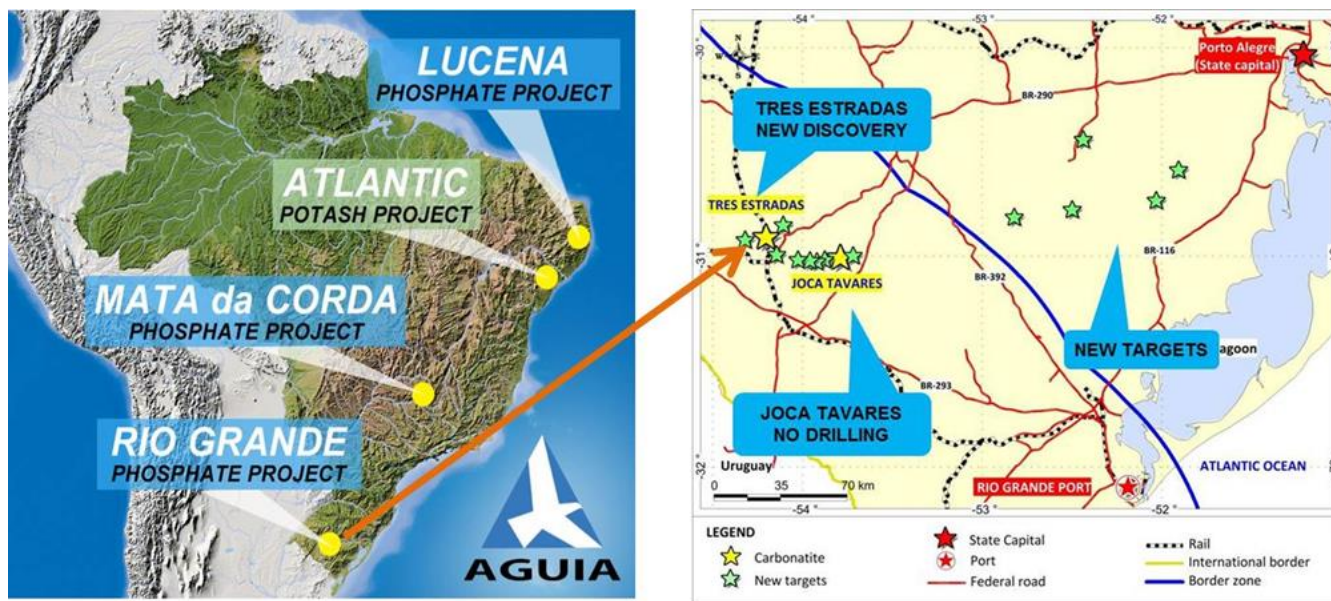 LUCENA
PHOSPHATE PROJECT
ATLANTIC
POTASH PROJECT
MATA da CORDA
PHOSPHATE PROJECT
RIO GRANDE
PHOSPHATE PROJECT
AGUIA
-54
-53
-52
-30
N
W
E
S
Porto Alegre
(State capital)
BR-290
TRES ESTRADAS
NEW DISCOVERY
TRES ESTRADAS
-31
BR-116
JOCA TAVARES
BR-392
NEW TARGETS
agoon
BR-293
JOCA TAVARES
NO DRILLING
-32
Uruguay
ATLANTIC OCEAN
0
35
70 km
RIO GRANDE PORT
-54
-53
-52
LEGEND
Carbonatite
New targets
State Capital
Port
Federal road
Rail
International border
Border zone